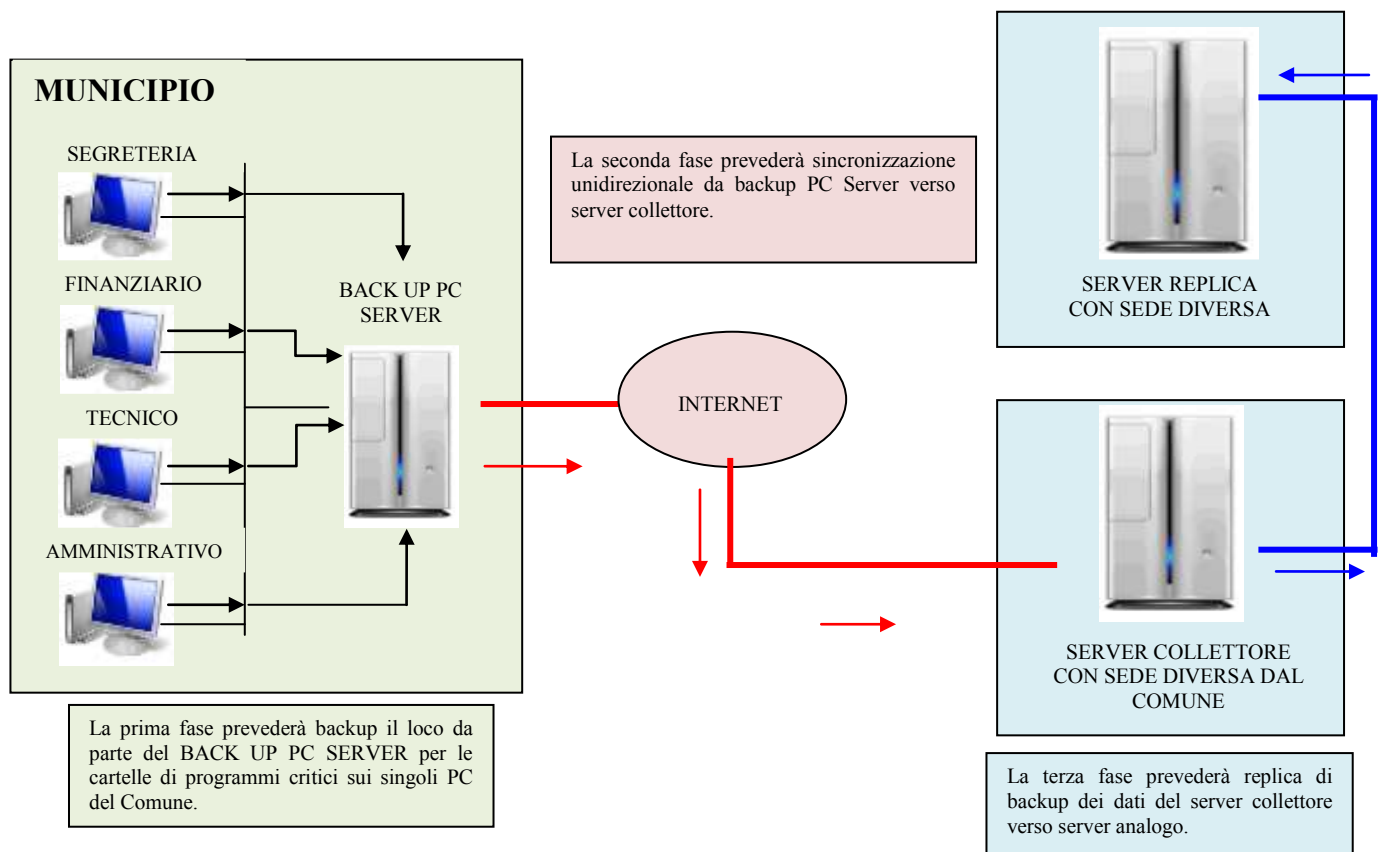 MUNICIPIO
SEGRETERIA
FINANZIARIO
TECNICO
AMMINISTRATIVO
BACK UP PC
SERVER
La prima fase prevederà backup il loco da
parte del BACK UP PC SERVER per le
cartelle di programmi critici sui singoli PC
del Comune.
La seconda fase prevederà sincronizzazione
unidirezionale da backup PC Server verso
server collettore.
INTERNET
SERVER REPLICA
CON SEDE DIVERSA
SERVER COLLETTORE
CON SEDE DIVERSA DAL
COMUNE
La terza fase prevederà replica di
backup dei dati del server collettore
verso server analogo.